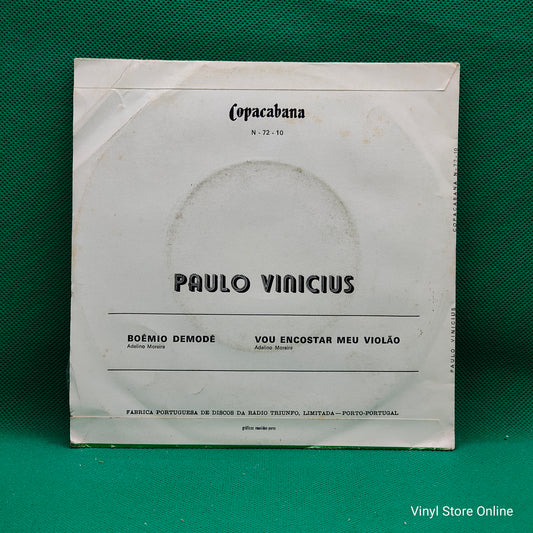 Copacabana
N - 72 - 10
PAULO VINICIUS
BOÊMIO DEMODÊ
Adelino Moreira
VOU ENCOSTAR MEU VIOLÃO
Adelino Moreira
FABRICA PORTUGUESA DE DISCOS DA RADIO TRIUNFO, LIMITADA — PORTO-PORTUGAL
COPACABANA N-72-10
PAULO VINICIUS
Vinyl Store Online